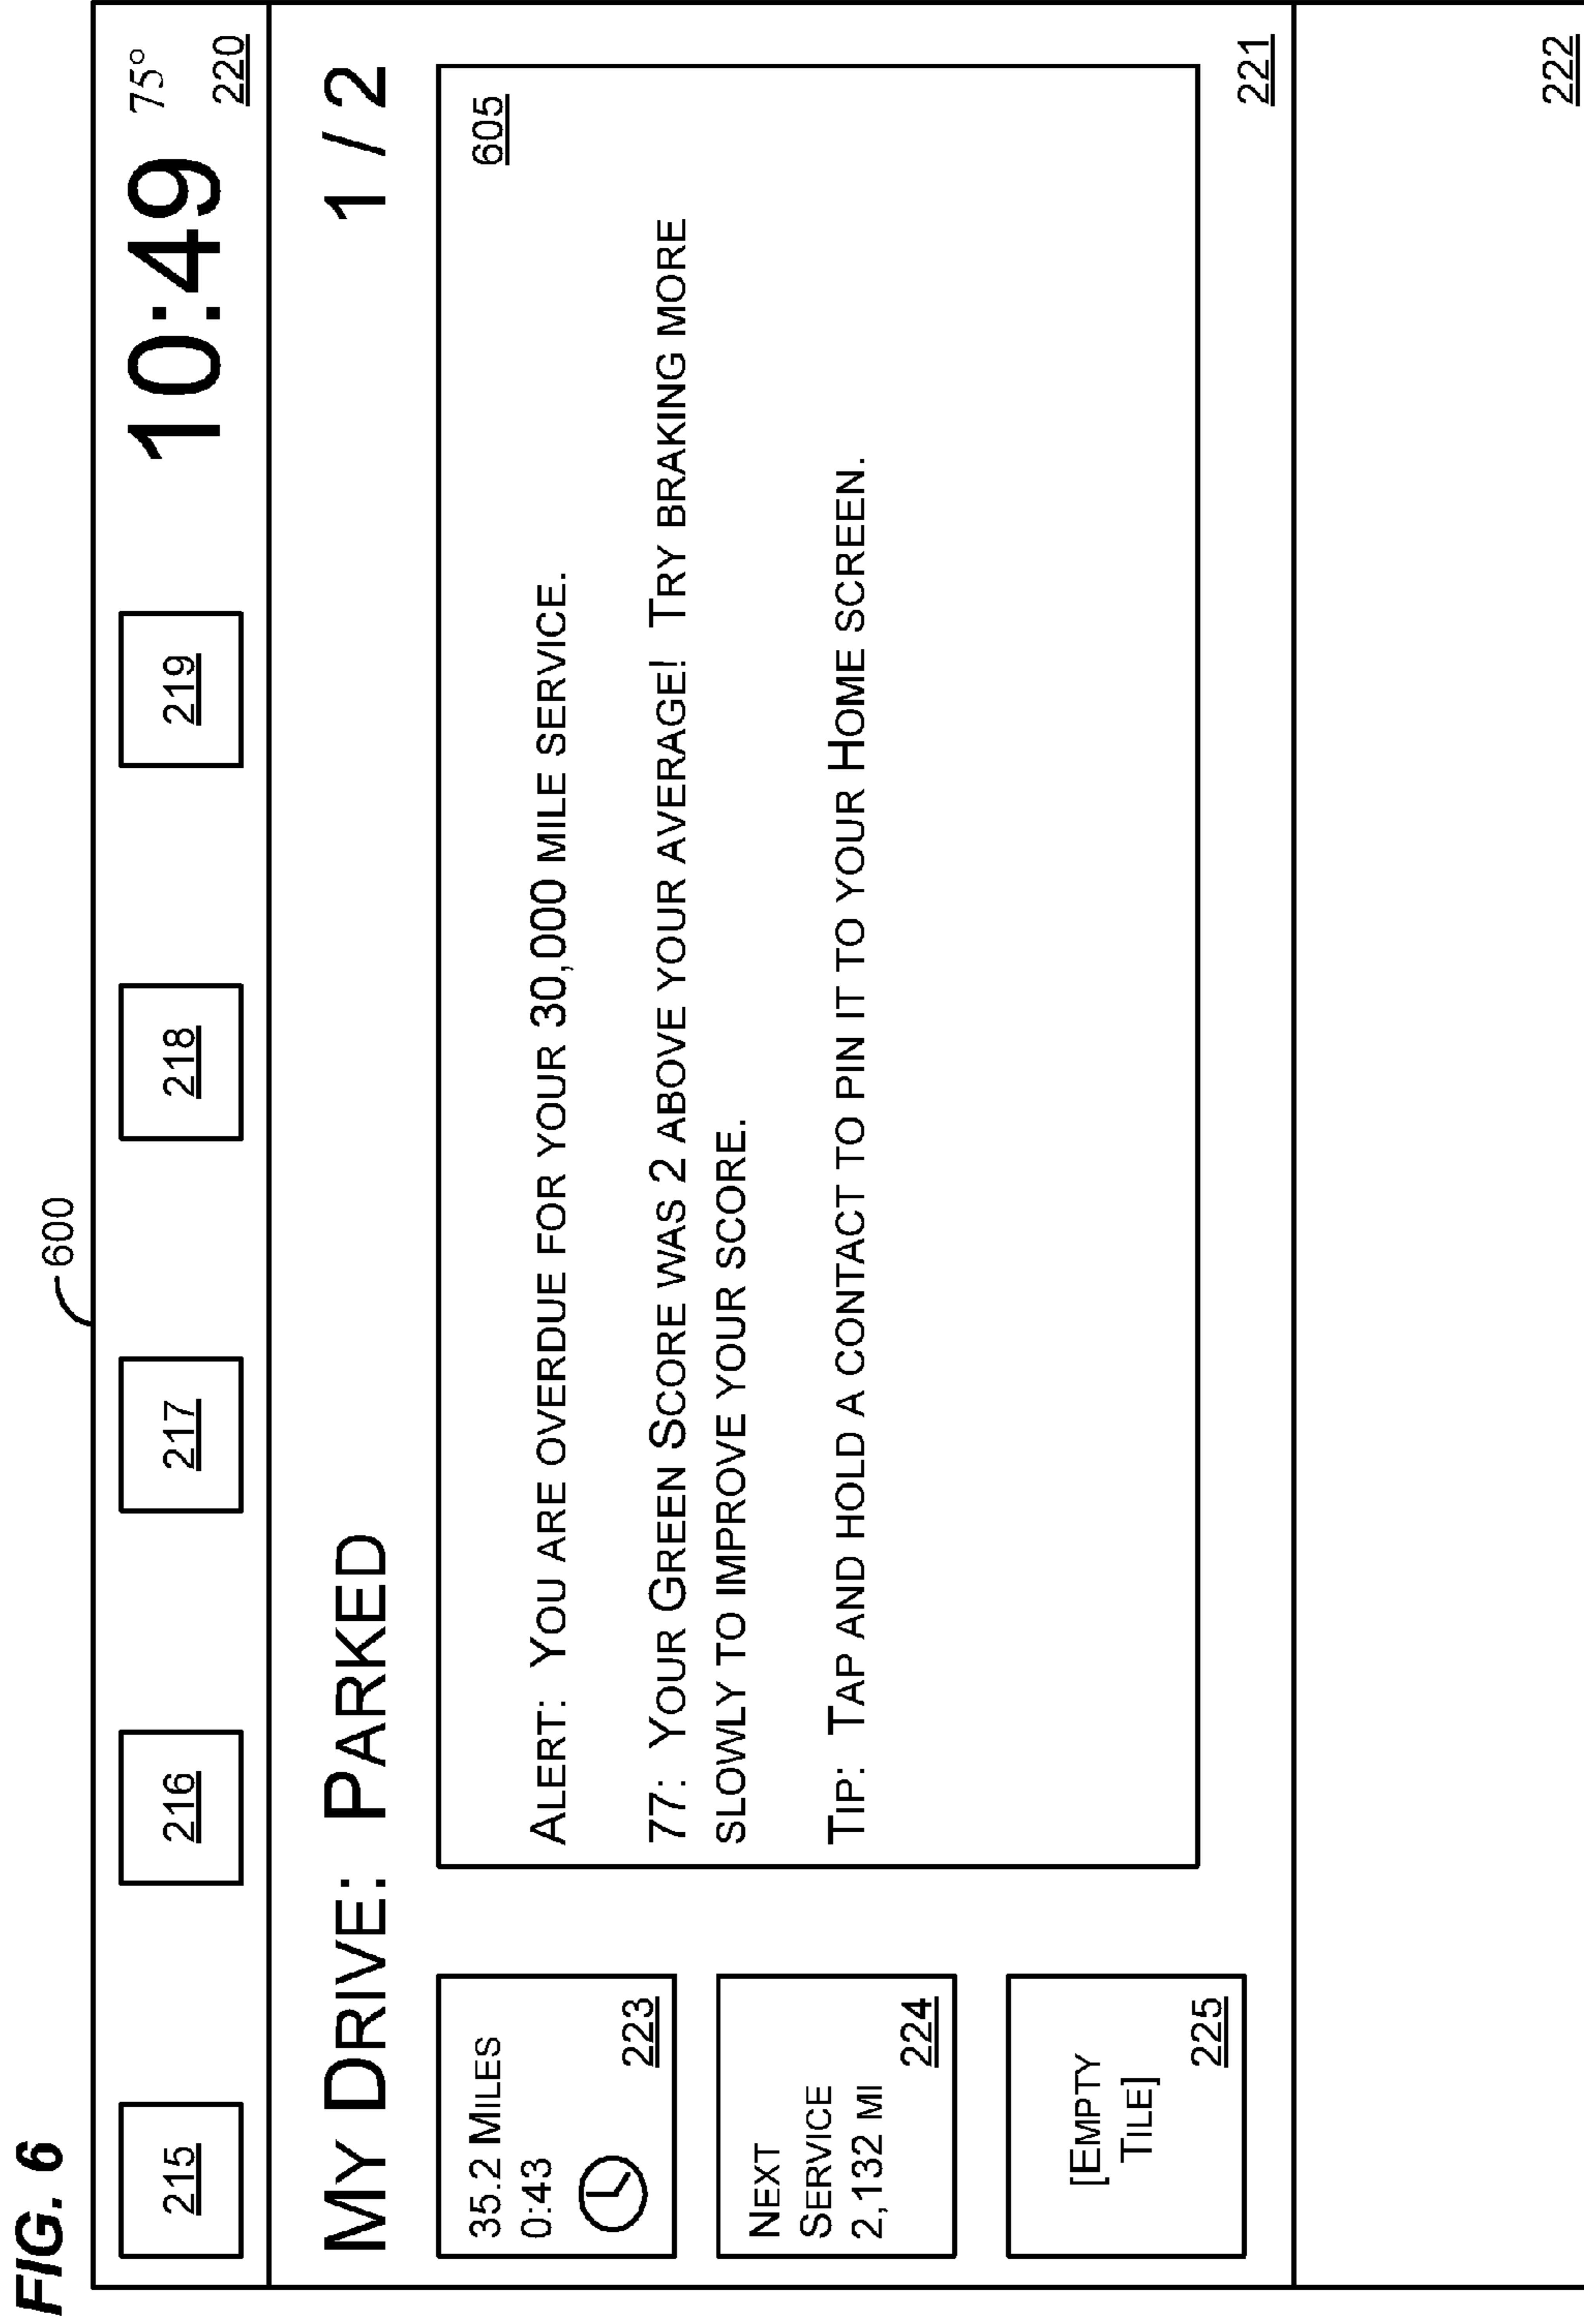 FIG. 6
600
215
216
217
218
219
10:49
75°
220
MY DRIVE: PARKED
1 / 2
35.2 MILES
0:43
223
NEXT
SERVICE
2,132 MI
224
[EMPTY
TILE]
225
605
ALERT: YOU ARE OVERDUE FOR YOUR 30,000 MILE SERVICE.
77: YOUR GREEN SCORE WAS 2 ABOVE YOUR AVERAGE! TRY BRAKING MORE
SLOWLY TO IMPROVE YOUR SCORE.
TIP: TAP AND HOLD A CONTACT TO PIN IT TO YOUR HOME SCREEN.
221
222